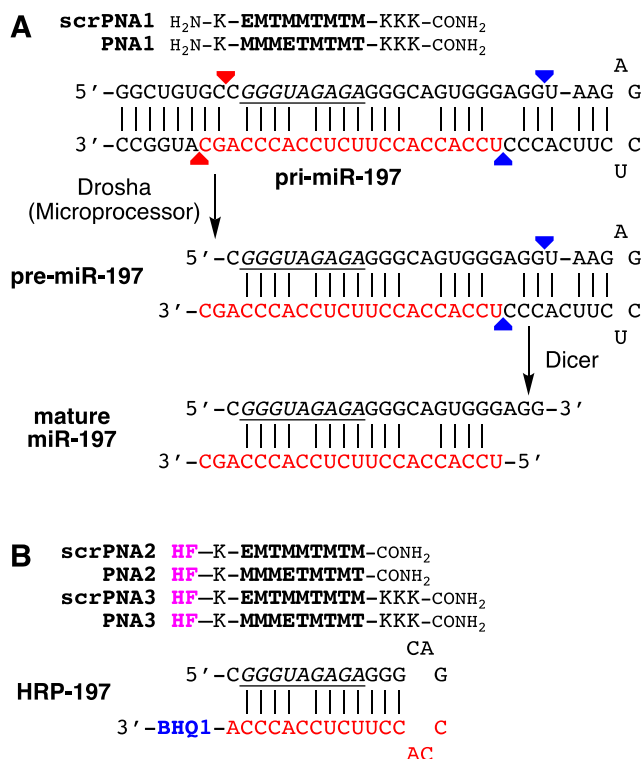 A
scrPNA1 H₂N–K–EMTMMTMTM–KKK–CONH₂
PNA1 H₂N–K–MMMETMTMT–KKK–CONH₂
A
5′–GGCUGUGCCGGGUAGAGAGGGCAGUGGGAGGU–AAG G
3′–CCGGUACGACCCACCUCUUCCACCACCUCCCACUUC C
U
pri-miR-197
Drosha
(Microprocessor)
A
5′–CGGGUAGAGAGGGCAGUGGGAGGU–AAG G
pre-miR-197
3′–CGACCCACCUCUUCCACCACCUCCCACUUC C
U
Dicer
mature
miR-197
5′–CGGGUAGAGAGGGCAGUGGGAGG–3′
3′–CGACCCACCUCUUCCACCACCU–5′
B
scrPNA2 HF–K–EMTMMTMTM–CONH₂
PNA2 HF–K–MMMETMTMT–CONH₂
scrPNA3 HF–K–EMTMMTMTM–KKK–CONH₂
PNA3 HF–K–MMMETMTMT–KKK–CONH₂
CA
5′–CGGGUAGAGAGGG G
HRP-197
3′–BHQ1–ACCCACCUCUUCC C
AC